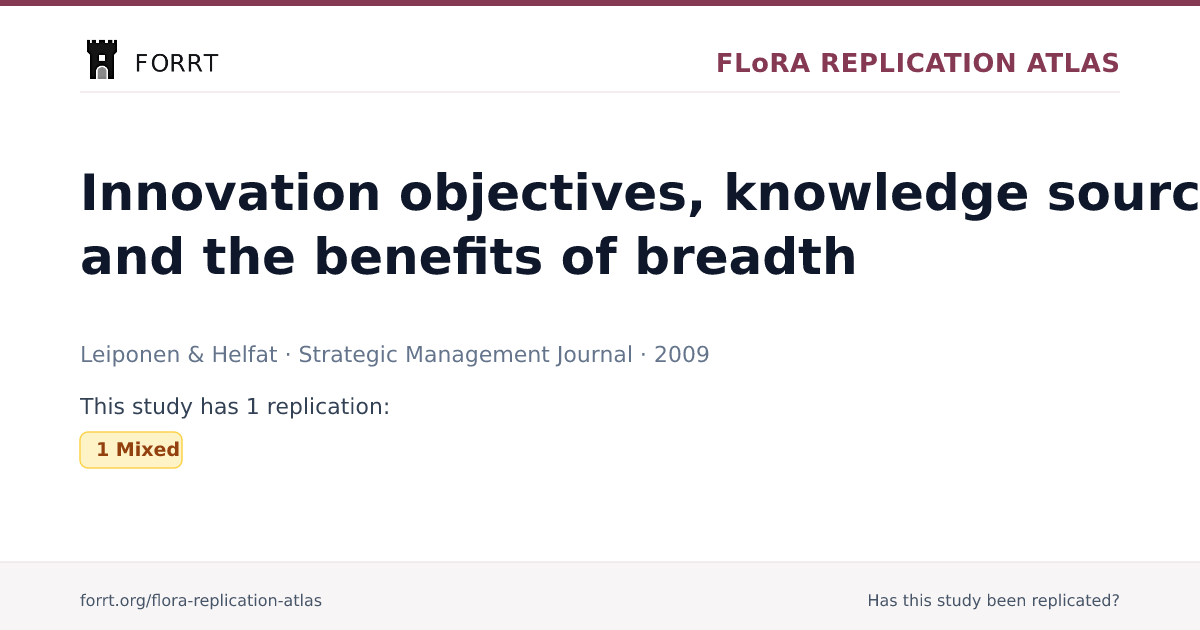 FORRT
FLoRA REPLICATION ATLAS
Innovation objectives, knowledge sourc
and the benefits of breadth
Leiponen & Helfat · Strategic Management Journal · 2009
This study has 1 replication:
1 Mixed
forrt.org/flora-replication-atlas
Has this study been replicated?